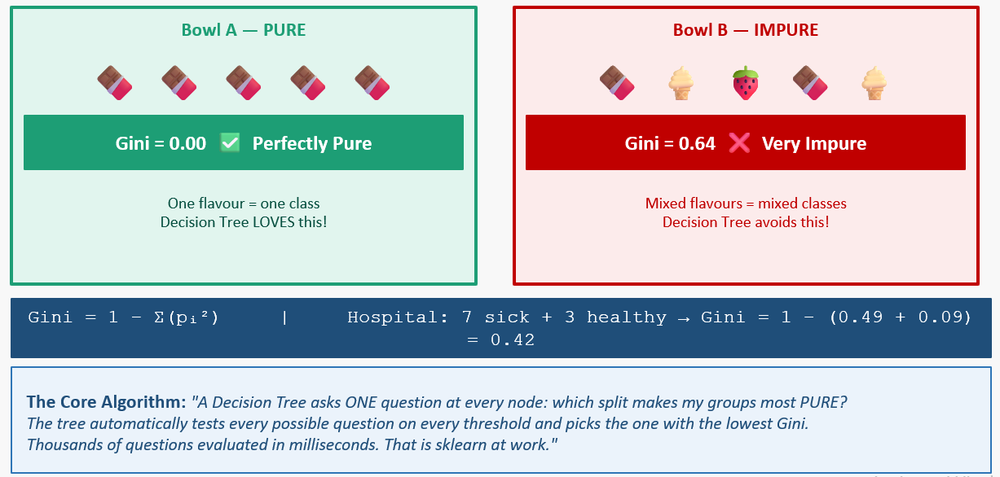 Bowl A — PURE
Gini = 0.00 ✅ Perfectly Pure
One flavour = one class
Decision Tree LOVES this!
Bowl B — IMPURE
Gini = 0.64 ❌ Very Impure
Mixed flavours = mixed classes
Decision Tree avoids this!
Gini = 1 − Σ(pᵢ²) | Hospital: 7 sick + 3 healthy → Gini = 1 − (0.49 + 0.09)
= 0.42
The Core Algorithm: "A Decision Tree asks ONE question at every node: which split makes my groups most PURE?
The tree automatically tests every possible question on every threshold and picks the one with the lowest Gini.
Thousands of questions evaluated in milliseconds. That is sklearn at work."